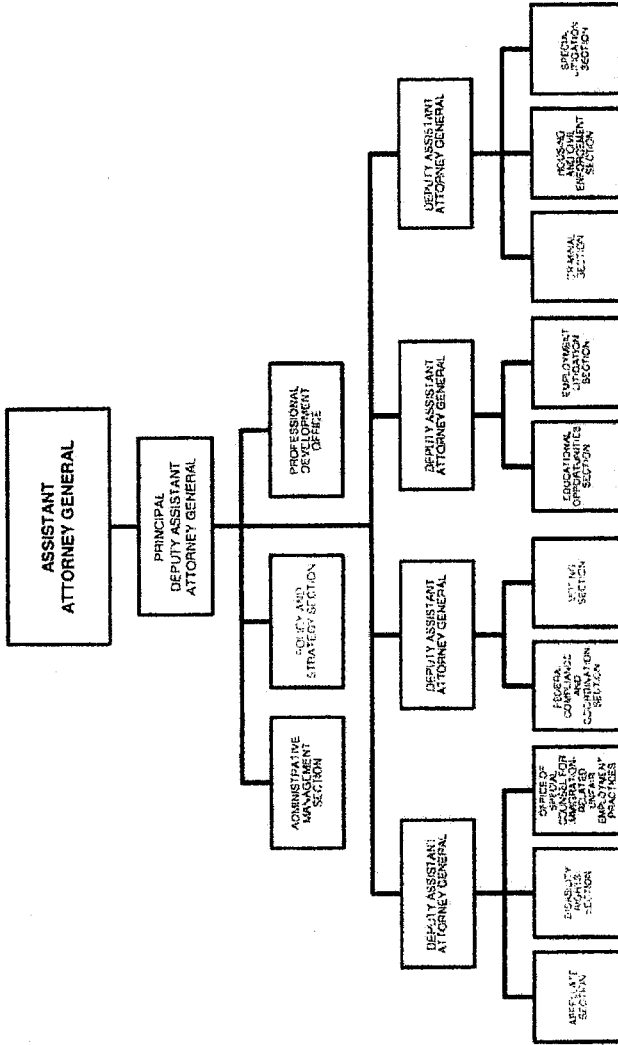 ASSISTANT
ATTORNEY GENERAL
PRINCIPAL
DEPUTY ASSISTANT
ATTORNEY GENERAL
ADMINISTRATIVE
MANAGEMENT
SECTION
POLICY AND
STRATEGY SECTION
PROFESSIONAL
DEVELOPMENT
OFFICE
DEPUTY ASSISTANT
ATTORNEY GENERAL
DEPUTY ASSISTANT
ATTORNEY GENERAL
DEPUTY ASSISTANT
ATTORNEY GENERAL
DEPUTY ASSISTANT
ATTORNEY GENERAL
APPELLATE
SECTION
DISABILITY
RIGHTS
SECTION
OFFICE OF
SPECIAL
COUNSEL FOR
IMMIGRATION-
RELATED
UNFAIR
EMPLOYMENT
PRACTICES
FEDERAL
COMPLIANCE
AND
COORDINATION
SECTION
VOTING
SECTION
EDUCATIONAL
OPPORTUNITIES
SECTION
EMPLOYMENT
LITIGATION
SECTION
CRIMINAL
SECTION
HOUSING
AND CIVIL
ENFORCEMENT
SECTION
SPECIAL
LITIGATION
SECTION